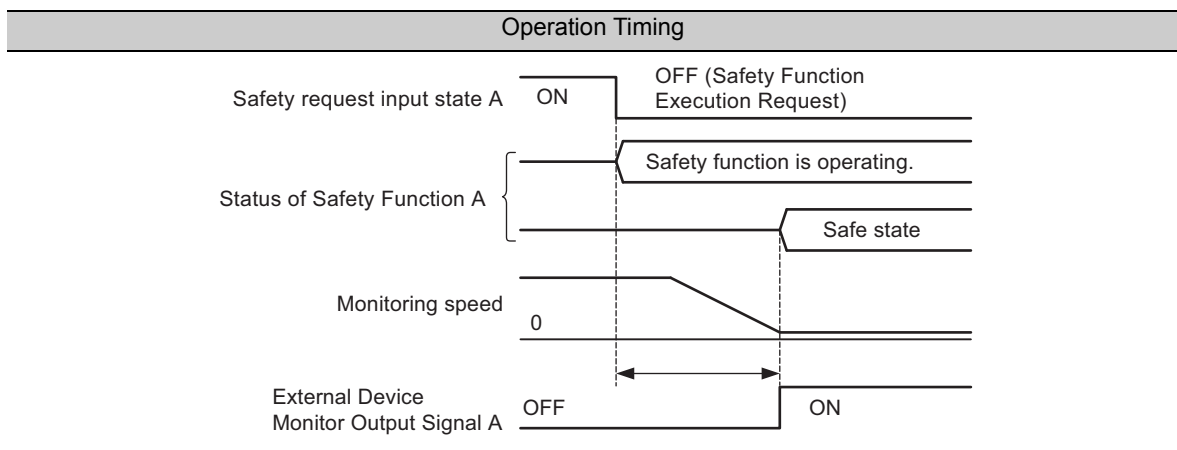 Operation Timing
Safety request input state A
ON
OFF (Safety Function
Execution Request)
Status of Safety Function A
Safety function is operating.
Safe state
Monitoring speed
0
External Device
Monitor Output Signal A
OFF
ON